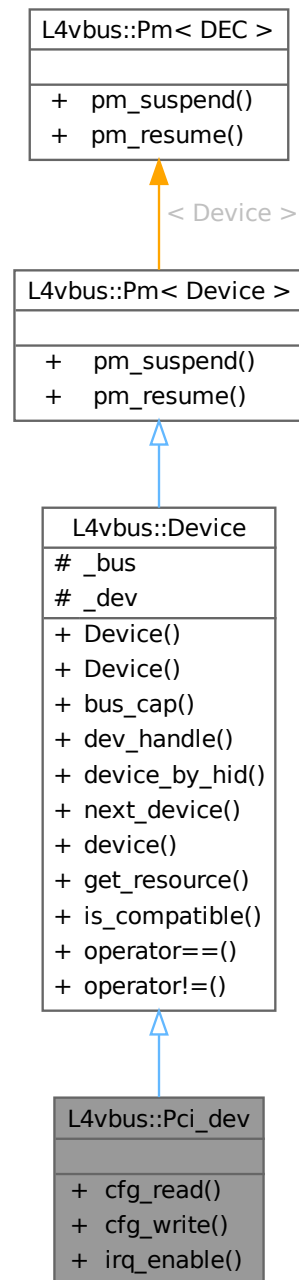 L4vbus::Pm< DEC >
+ pm_suspend()
+ pm_resume()
< Device >
L4vbus::Pm< Device >
+ pm_suspend()
+ pm_resume()
L4vbus::Device
# _bus
# _dev
+ Device()
+ Device()
+ bus_cap()
+ dev_handle()
+ device_by_hid()
+ next_device()
+ device()
+ get_resource()
+ is_compatible()
+ operator==()
+ operator!=()
L4vbus::Pci_dev
+ cfg_read()
+ cfg_write()
+ irq_enable()